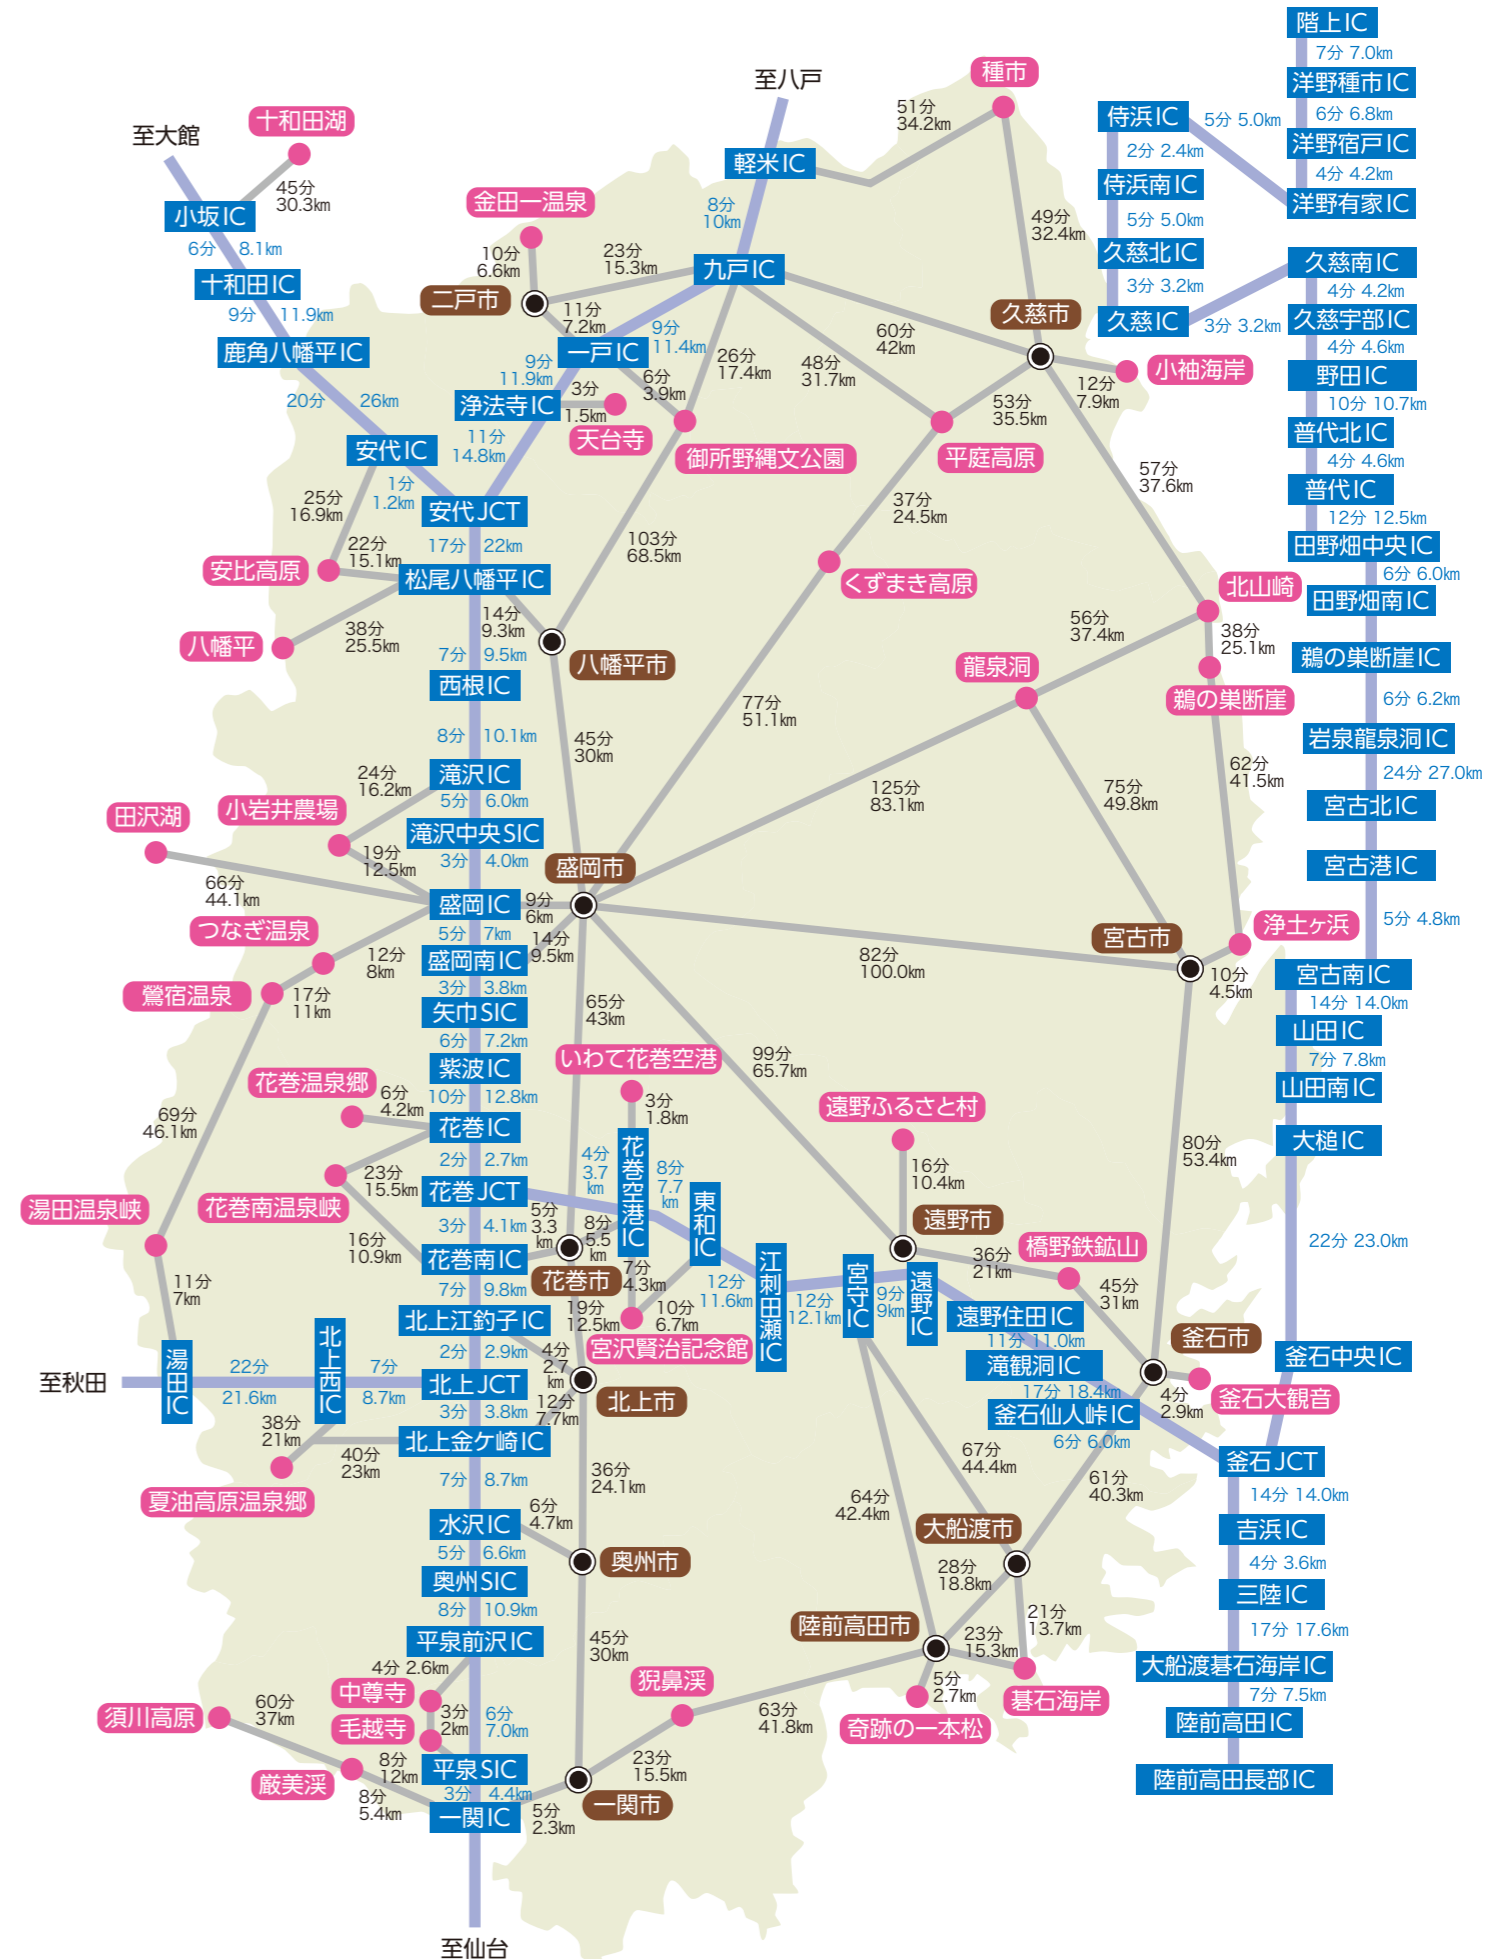 階上IC
7分 7.0km
洋野種市IC
6分 6.8km
洋野宿戸IC
4分 4.2km
洋野有家IC
5分 5.0km
侍浜IC
2分 2.4km
侍浜南IC
5分 5.0km
久慈北IC
3分 3.2km
久慈IC
3分 3.2km
久慈南IC
4分 4.2km
久慈宇部IC
4分 4.6km
野田IC
10分 10.7km
普代北IC
4分 4.6km
普代IC
12分 12.5km
田野畑中央IC
6分 6.0km
田野畑南IC
鵜の巣断崖IC
6分 6.2km
岩泉龍泉洞IC
24分 27.0km
宮古北IC
宮古港IC
5分 4.8km
宮古南IC
14分 14.0km
山田IC
7分 7.8km
山田南IC
大槌IC
22分 23.0km
釜石中央IC
釜石JCT
14分 14.0km
吉浜IC
4分 3.6km
三陸IC
17分 17.6km
大船渡碁石海岸IC
7分 7.5km
陸前高田IC
陸前高田長部IC
至八戸
種市
51分
34.2km
軽米IC
8分
10km
49分
32.4km
至大館
十和田湖
45分
30.3km
小坂IC
6分 8.1km
十和田IC
9分 11.9km
鹿角八幡平IC
20分 26km
安代IC
1分
1.2km
金田一温泉
10分
6.6km
23分
15.3km
九戸IC
二戸市
11分
7.2km
9分
11.4km
一戸IC
9分
11.9km
6分
3.9km
26分
17.4km
48分
31.7km
60分
42km
久慈市
小袖海岸
12分
7.9km
53分
35.5km
浄法寺IC
3分
1.5km
天台寺
御所野縄文公園
平庭高原
11分
14.8km
57分
37.6km
安代JCT
25分
16.9km
17分 22km
22分
15.1km
安比高原
松尾八幡平IC
103分
68.5km
37分
24.5km
くずまき高原
北山崎
八幡平
38分
25.5km
14分
9.3km
7分 9.5km
八幡平市
西根IC
56分
37.4km
38分
25.1km
龍泉洞
鵜の巣断崖
77分
51.1km
8分 10.1km
45分
30km
滝沢IC
24分
16.2km
5分 6.0km
125分
83.1km
75分
49.8km
62分
41.5km
田沢湖
小岩井農場
滝沢中央SIC
19分
12.5km
3分 4.0km
盛岡市
66分
44.1km
盛岡IC
9分
6km
つなぎ温泉
5分 7km
14分
9.5km
12分
8km
盛岡南IC
82分
100.0km
宮古市
浄土ヶ浜
10分
4.5km
鶯宿温泉
17分
11km
3分 3.8km
矢巾SIC
6分 7.2km
65分
43km
紫波IC
10分 12.8km
いわて花巻空港
3分
1.8km
99分
65.7km
花巻温泉郷
6分
4.2km
花巻IC
69分
46.1km
2分 2.7km
花巻JCT
23分
15.5km
花巻南温泉峡
4分
3.7
km
花巻空港IC
8分
7.7
km
東和IC
遠野ふるさと村
16分
10.4km
80分
53.4km
湯田温泉峡
3分 4.1km
5分
3.3
km
8分
5.5
km
16分
10.9km
花巻南IC
花巻市
7分
4.3km
遠野市
橋野鉄鉱山
36分
21km
45分
31km
江刺田瀬IC
12分
11.6km
12分
12.1km
宮守IC
9分
9km
遠野IC
遠野住田IC
11分 11.0km
滝観洞IC
17分 18.4km
釜石仙人峠IC
6分 6.0km
釜石市
釜石大観音
4分
2.9km
11分
7km
7分 9.8km
19分
12.5km
10分
6.7km
宮沢賢治記念館
北上江釣子IC
2分 2.9km
4分
2.7
km
至秋田
湯田IC
22分
21.6km
北上西IC
7分
8.7km
北上JCT
12分
7.7km
北上市
3分 3.8km
38分
21km
北上金ケ崎IC
40分
23km
夏油高原温泉郷
7分 8.7km
36分
24.1km
67分
44.4km
61分
40.3km
64分
42.4km
水沢IC
6分
4.7km
大船渡市
5分 6.6km
奥州市
奥州SIC
28分
18.8km
8分 10.9km
21分
13.7km
陸前高田市
23分
15.3km
平泉前沢IC
45分
30km
4分 2.6km
中尊寺
猊鼻渓
5分
2.7km
碁石海岸
奇跡の一本松
63分
41.8km
60分
37km
須川高原
3分
2km
6分
7.0km
毛越寺
8分
12km
平泉SIC
23分
15.5km
厳美渓
3分 4.4km
8分
5.4km
一関IC
5分
2.3km
一関市
至仙台